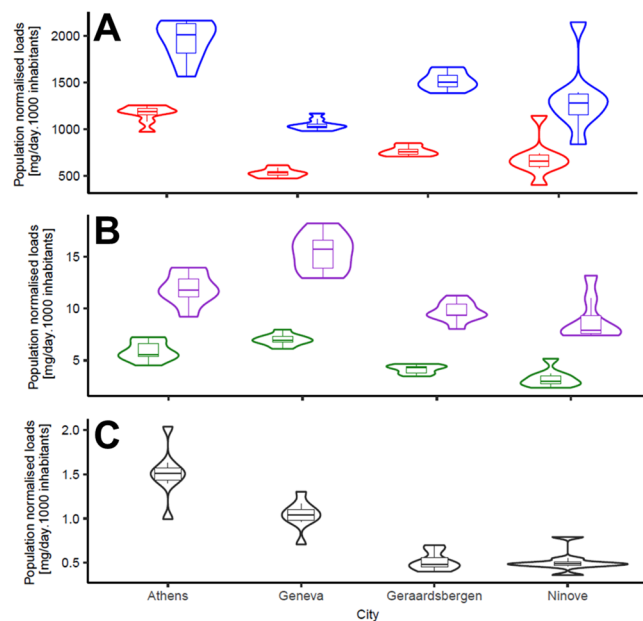 A
Population normalised loads
[mg/day.1000 inhabitants]
2000
1500
1000
500
B
Population normalised loads
[mg/day.1000 inhabitants]
15
10
5
C
Population normalised loads
[mg/day.1000 inhabitants]
2.0
1.5
1.0
0.5
Athens Geneva Geraardsbergen Ninove
City